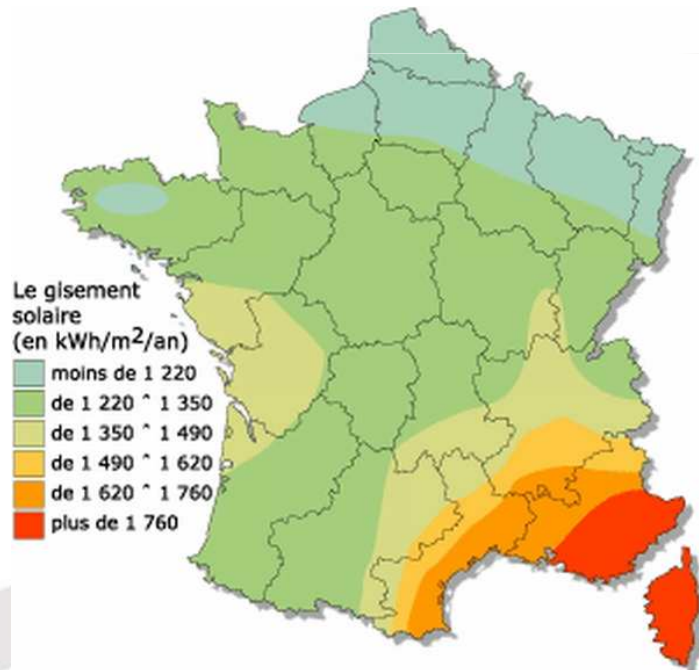 Le gisement
solaire
(en kWh/m²/an)
moins de 1 220
de 1 220 ˆ 1 350
de 1 350 ˆ 1 490
de 1 490 ˆ 1 620
de 1 620 ˆ 1 760
plus de 1 760